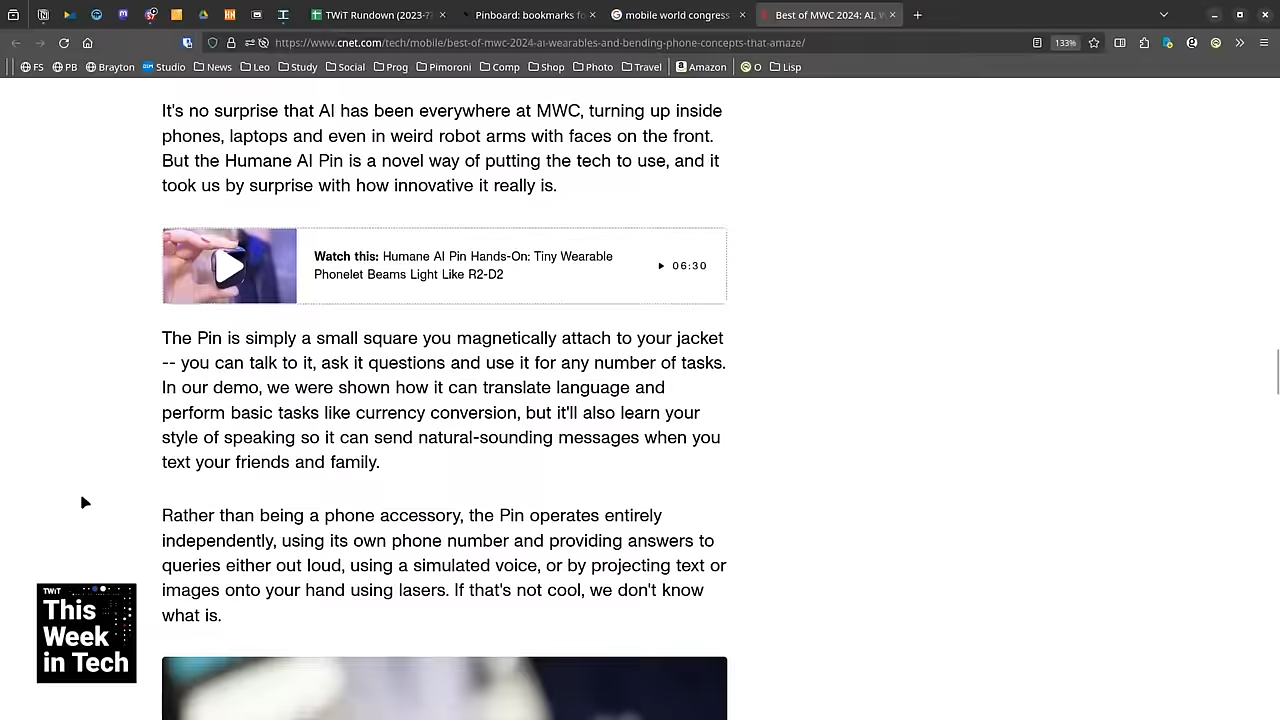 TWiT Rundown (2023-??
Pinboard: bookmarks fo
mobile world congress
Best of MWC 2024: AI, W
https://www.cnet.com/tech/mobile/best-of-mwc-2024-ai-wearables-and-bending-phone-concepts-that-amaze/
133%
FS PB Brayton Studio News Leo Study Social Prog Pimoroni Comp Shop Photo Travel Amazon O Lisp
It's no surprise that AI has been everywhere at MWC, turning up inside
phones, laptops and even in weird robot arms with faces on the front.
But the Humane AI Pin is a novel way of putting the tech to use, and it
took us by surprise with how innovative it really is.
Watch this: Humane AI Pin Hands-On: Tiny Wearable
Phonelet Beams Light Like R2-D2
06:30
The Pin is simply a small square you magnetically attach to your jacket
-- you can talk to it, ask it questions and use it for any number of tasks.
In our demo, we were shown how it can translate language and
perform basic tasks like currency conversion, but it'll also learn your
style of speaking so it can send natural-sounding messages when you
text your friends and family.
Rather than being a phone accessory, the Pin operates entirely
independently, using its own phone number and providing answers to
queries either out loud, using a simulated voice, or by projecting text or
images onto your hand using lasers. If that's not cool, we don't know
what is.
TWiT
This
Week
in Tech